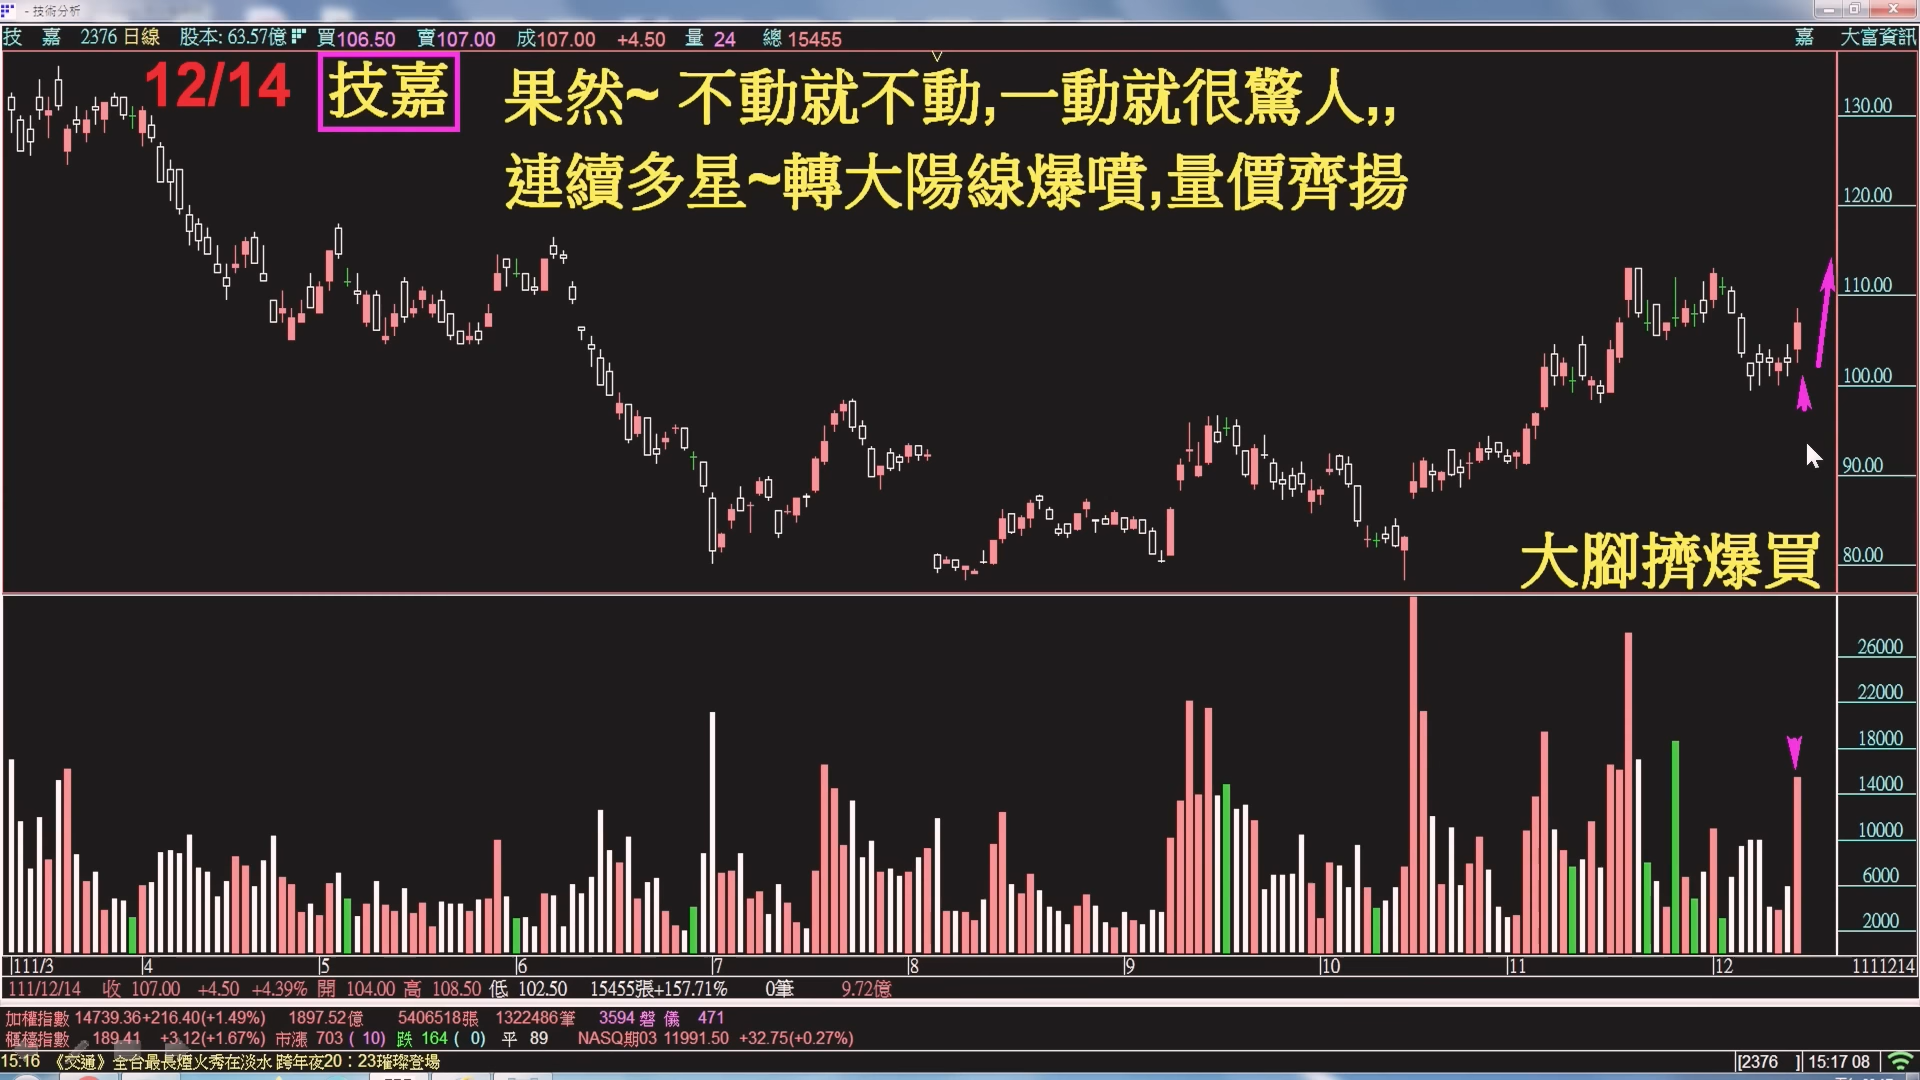 - 技術分析
技 嘉 2376 日線 股本: 63.57億 買106.50 賣107.00 成107.00 +4.50 量 24 總 15455 嘉 大富資訊
12/14 技嘉 果然~ 不動就不動,一動就很驚人,,
連續多星~轉大陽線爆噴,量價齊揚
130.00
120.00
110.00
100.00
90.00
80.00
大腳擠爆買
26000
22000
18000
14000
10000
6000
2000
111/3 4 5 6 7 8 9 10 11 12 1111214
111/12/14 收 107.00 +4.50 +4.39% 開 104.00 高 108.50 低 102.50 15455張+157.71% 0筆 9.72億
加權指數 14739.36+216.40(+1.49%) 1897.52億 5406518張 1322486筆 3594 磐 儀 471
櫃檯指數 189.41 +3.12(+1.67%) 市漲 703 ( 10) 跌 164 ( 0) 平 89 NASQ期03 11991.50 +32.75(+0.27%)
15:16 《交通》全台最長煙火秀在淡水 跨年夜20：23璀璨登場 [2376 ] 15:17 08